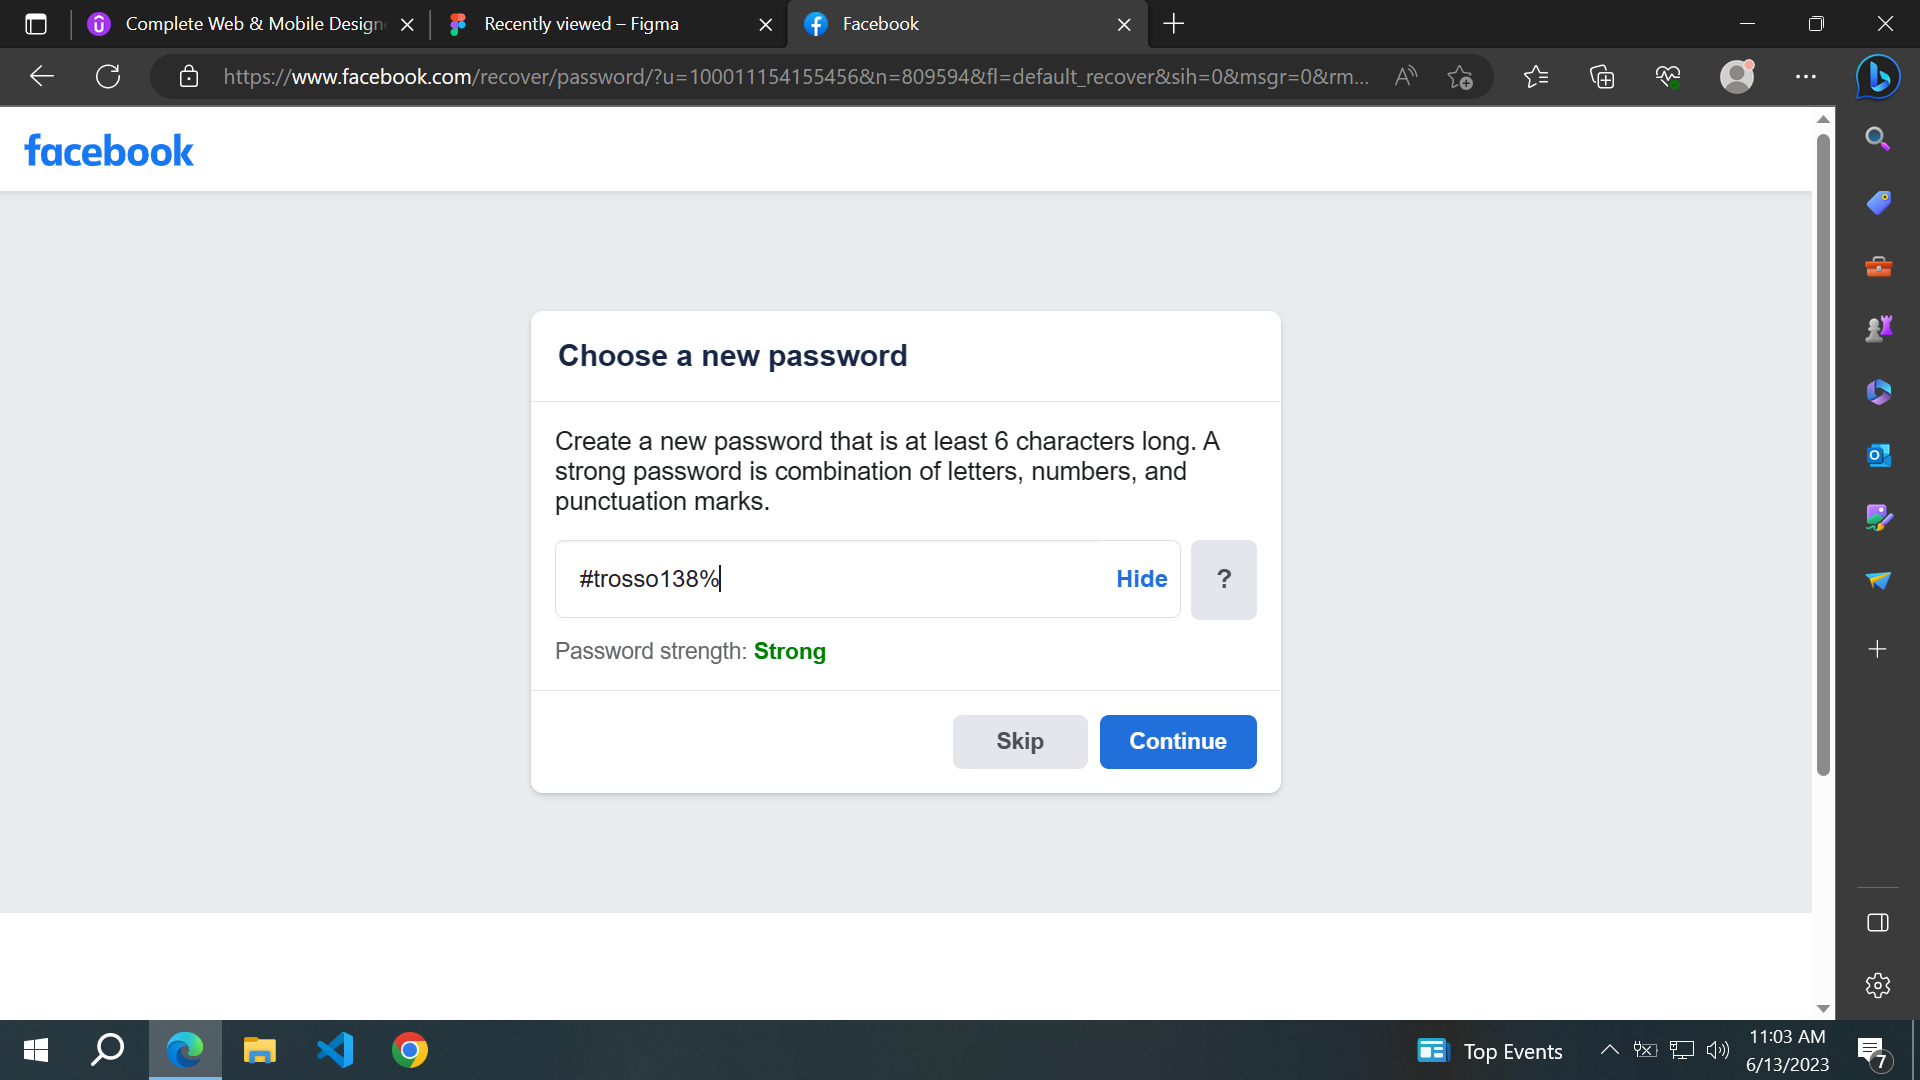 Complete Web & Mobile Design
Recently viewed – Figma
Facebook
https://www.facebook.com/recover/password/?u=100011154155456&n=809594&fl=default_recover&sih=0&msgr=0&rm...
facebook
Choose a new password
Create a new password that is at least 6 characters long. A
strong password is combination of letters, numbers, and
punctuation marks.
#trosso138%
Hide
?
Password strength: Strong
Skip
Continue
Top Events
11:03 AM
6/13/2023
7